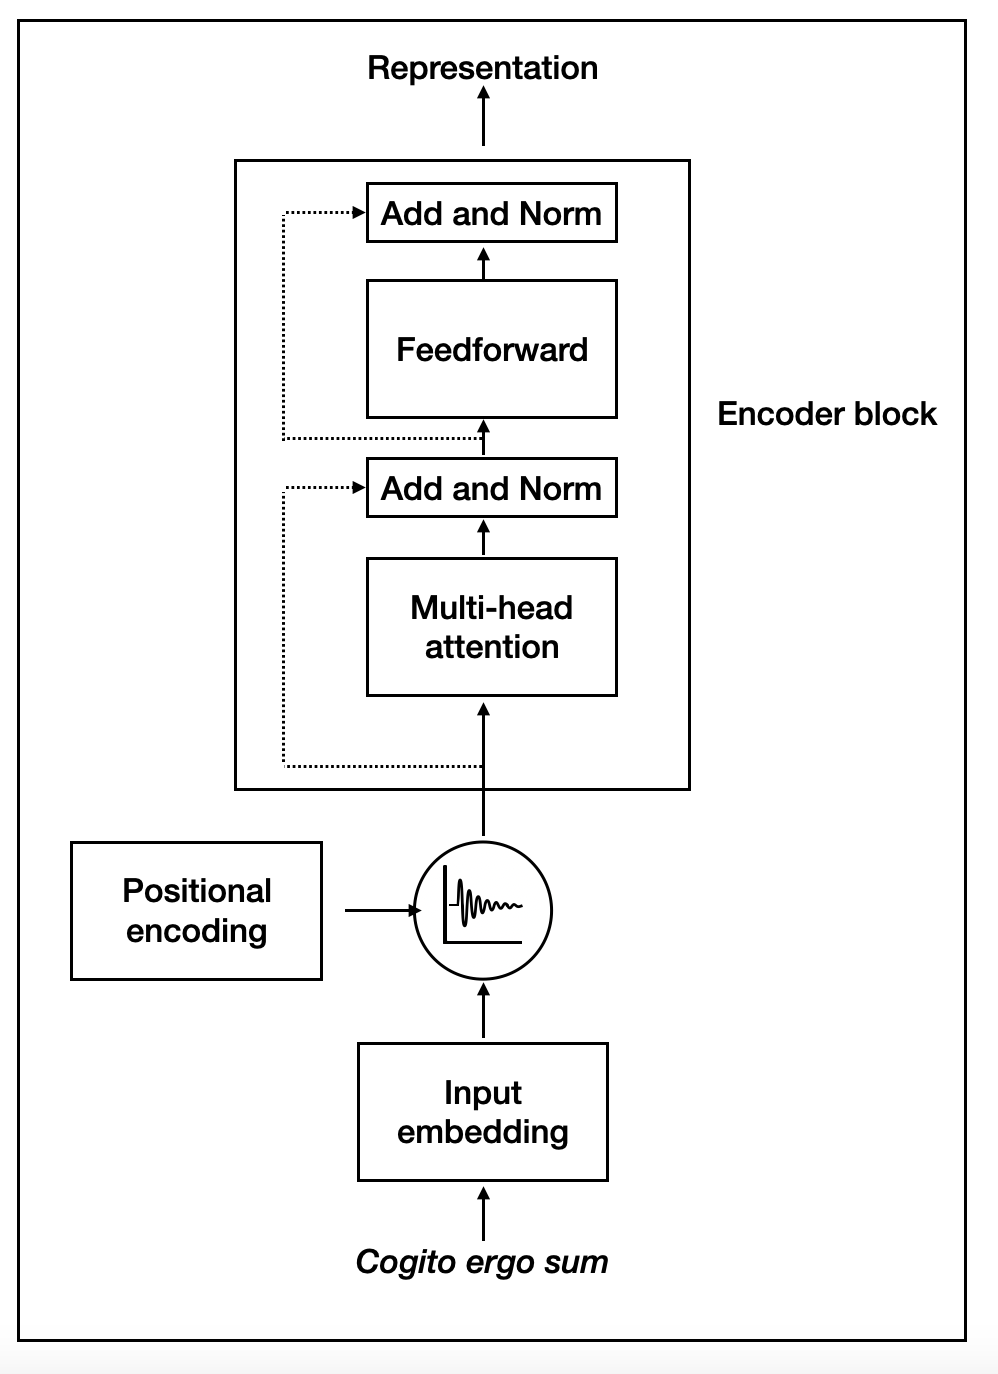 Representation
Add and Norm
Feedforward
Encoder block
Add and Norm
Multi-head
attention
Positional
encoding
Input
embedding
Cogito ergo sum